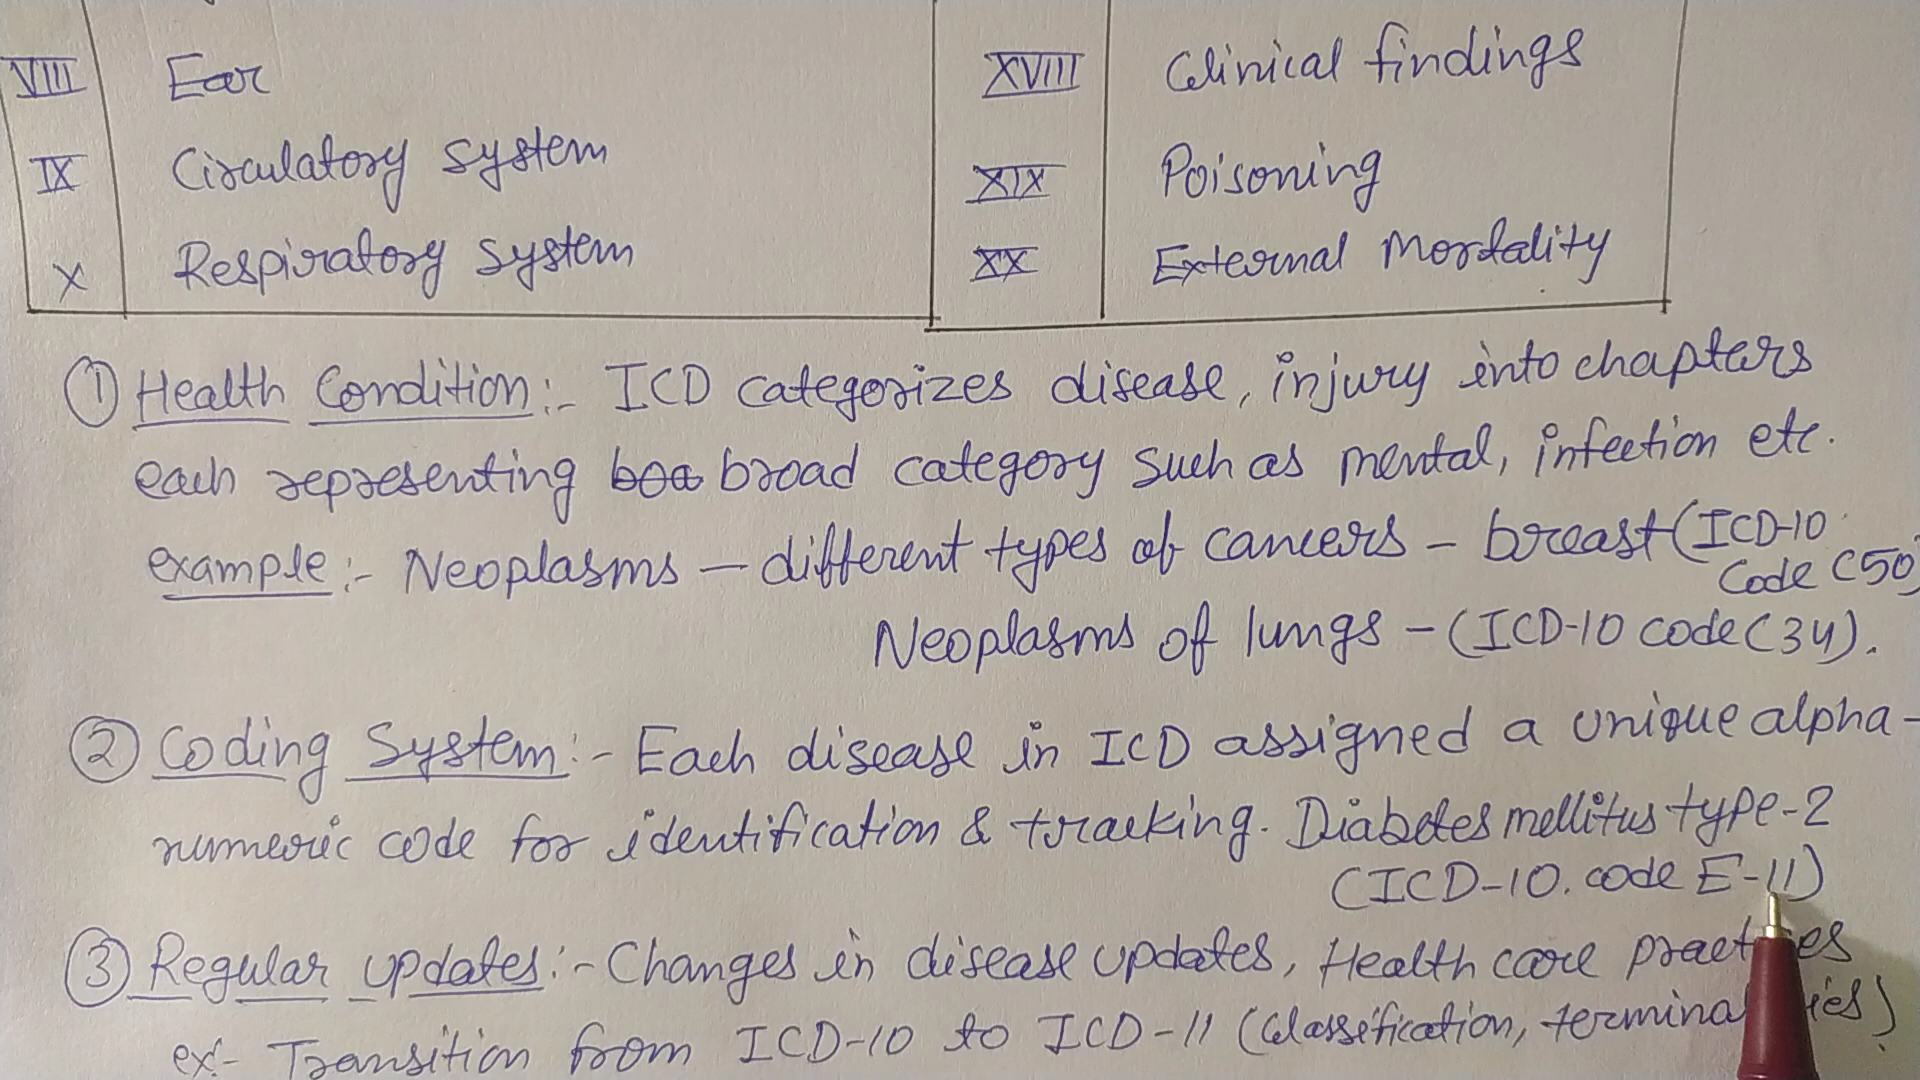 VIII Ear XVIII Clinical findings
IX Circulatory system XIX Poisoning
X Respiratory system XX External Mortality
① Health Condition:- ICD categorizes disease, injury into chapters
each representing broad category such as mental, infection etc.
example:- Neoplasms – different types of cancers – breast (ICD-10
Code C50)
Neoplasms of lungs – (ICD-10 code C34).
② Coding System:- Each disease in ICD assigned a unique alpha-
numeric code for identification & tracking. Diabetes mellitus type-2
(ICD-10. code E-11)
③ Regular updates:- Changes in disease updates, Health care
ex:- Transition from ICD-10 to ICD-11 (Classification,